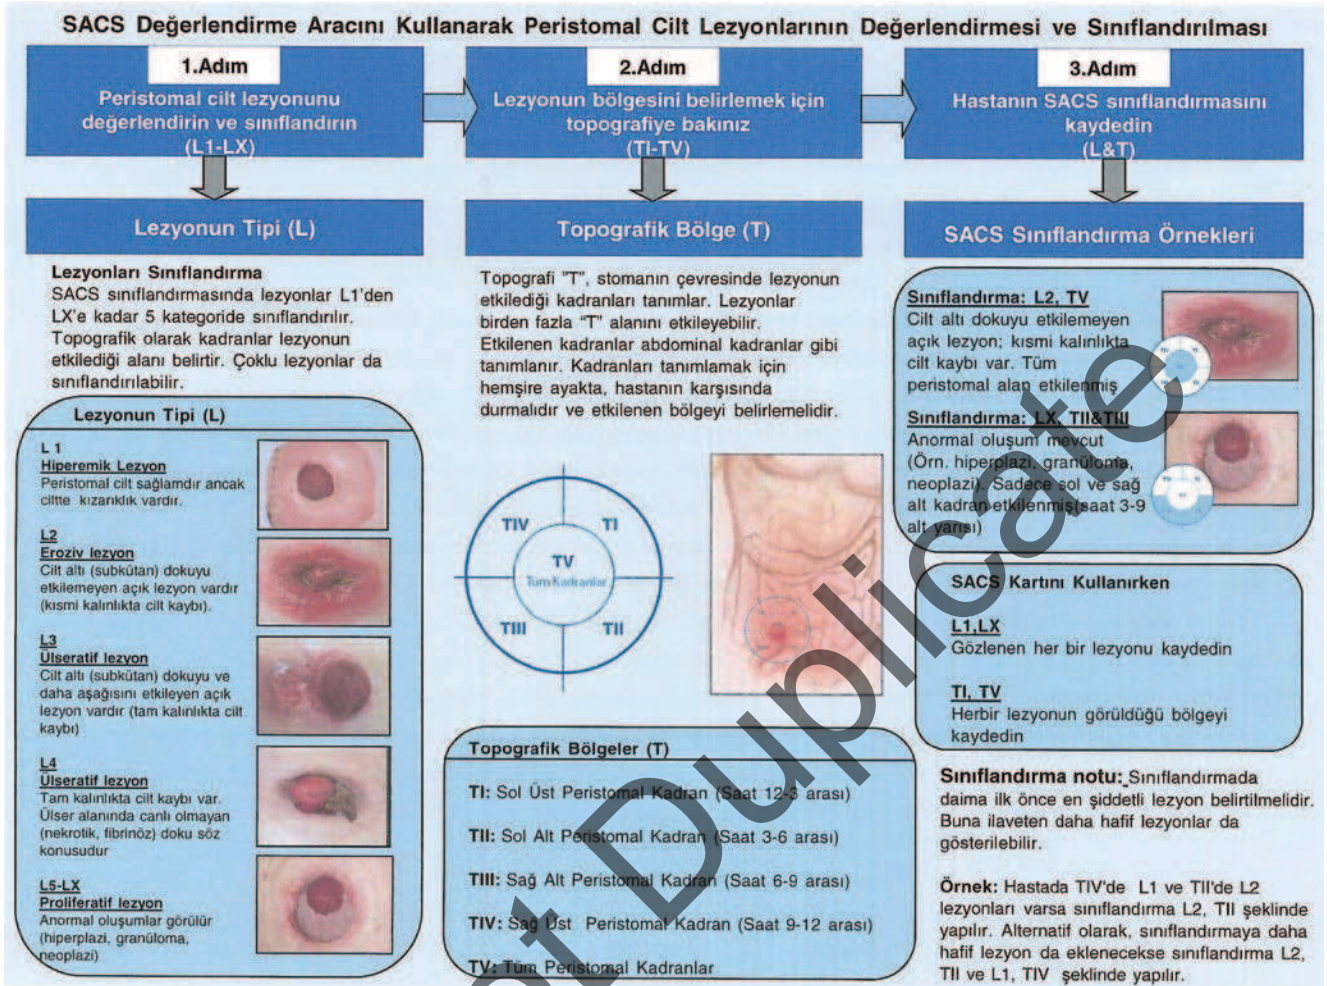 SACS Değerlendirme Aracını Kullanarak Peristomal Cilt Lezyonlarının Değerlendirmesi ve Sınıflandırılması
1.Adım
Peristomal cilt lezyonunu
değerlendirin ve sınıflandırın
(L1-LX)
2.Adım
Lezyonun bölgesini belirlemek için
topografiye bakınız
(TI-TV)
3.Adım
Hastanın SACS sınıflandırmasını
kaydedin
(L&T)
Lezyonun Tipi (L)
Lezyonları Sınıflandırma
SACS sınıflandırmasında lezyonlar L1'den
LX'e kadar 5 kategoride sınıflandırılır.
Topografik olarak kadranlar lezyonun
etkilediği alanı belirtir. Çoklu lezyonlar da
sınıflandırılabilir.
Lezyonun Tipi (L)
L 1
Hiperemik Lezyon
Peristomal cilt sağlamdır ancak
ciltte kızarıklık vardır.
L2
Eroziv lezyon
Cilt altı (subkütan) dokuyu
etkilemeyen açık lezyon vardır
(kısmi kalınlıkta cilt kaybı).
L3
Ülseratif lezyon
Cilt altı (subkütan) dokuyu ve
daha aşağısını etkileyen açık
lezyon vardır (tam kalınlıkta cilt
kaybı)
L4
Ülseratif lezyon
Tam kalınlıkta cilt kaybı var.
Ülser alanında canlı olmayan
(nekrotik, fibrinöz) doku söz
konusudur
L5-LX
Proliferatif lezyon
Anormal oluşumlar görülür
(hiperplazi, granüloma,
neoplazi)
Topografik Bölge (T)
Topografi "T", stomanın çevresinde lezyonun
etkilediği kadranları tanımlar. Lezyonlar
birden fazla "T" alanını etkileyebilir.
Etkilenen kadranlar abdominal kadranlar gibi
tanımlanır. Kadranları tanımlamak için
hemşire ayakta, hastanın karşısında
durmalıdır ve etkilenen bölgeyi belirlemelidir.
TIV TI
TV
Tüm Kadranlar
TIII TII
Topografik Bölgeler (T)
TI: Sol Üst Peristomal Kadran (Saat 12-3 arası)
TII: Sol Alt Peristomal Kadran (Saat 3-6 arası)
TIII: Sağ Alt Peristomal Kadran (Saat 6-9 arası)
TIV: Sağ Üst Peristomal Kadran (Saat 9-12 arası)
TV: Tüm Peristomal Kadranlar
SACS Sınıflandırma Örnekleri
Sınıflandırma: L2, TV
Cilt altı dokuyu etkilemeyen
açık lezyon; kısmi kalınlıkta
cilt kaybı var. Tüm
peristomal alan etkilenmiş
Sınıflandırma: LX, TII&TIII
Anormal oluşum mevcut
(Örn. hiperplazi, granüloma,
neoplazi). Sadece sol ve sağ
alt kadran etkilenmiş(saat 3-9
alt yarısı)
SACS Kartını Kullanırken
L1,LX
Gözlenen her bir lezyonu kaydedin
TI, TV
Herbir lezyonun görüldüğü bölgeyi
kaydedin
Sınıflandırma notu: Sınıflandırmada
daima ilk önce en şiddetli lezyon belirtilmelidir.
Buna ilaveten daha hafif lezyonlar da
gösterilebilir.
Örnek: Hastada TIV'de L1 ve TII'de L2
lezyonları varsa sınıflandırma L2, TII şeklinde
yapılır. Alternatif olarak, sınıflandırmaya daha
hafif lezyon da eklenecekse sınıflandırma L2,
TII ve L1, TIV şeklinde yapılır.
Duplicate